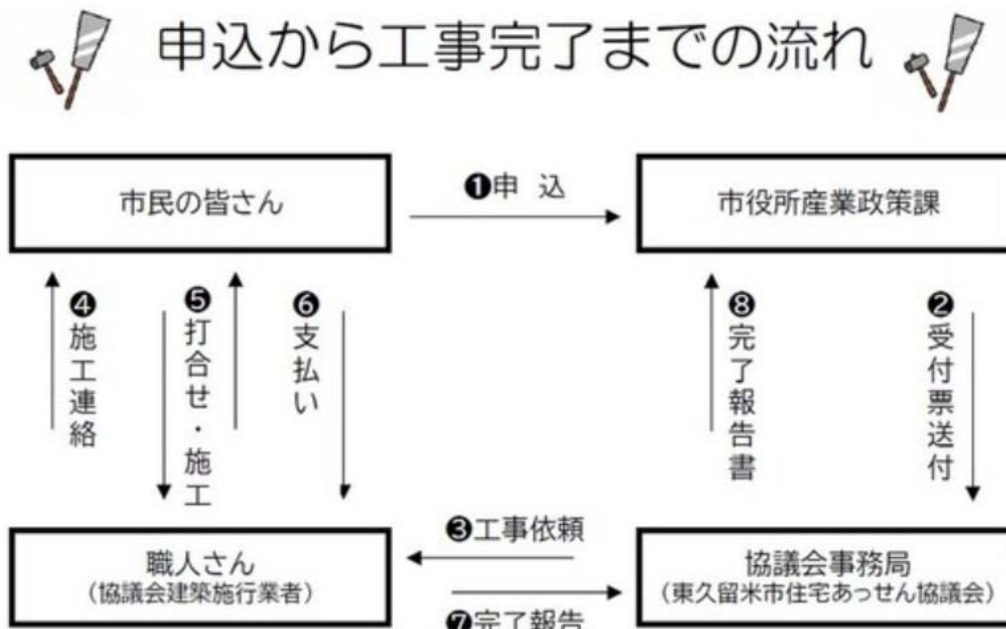 申込から工事完了までの流れ
市民の皆さん
❶申 込
市役所産業政策課
❹施工連絡
❺打合せ・施工
❻支払い
❽完了報告書
❷受付票送付
❸工事依頼
職人さん
(協議会建築施行業者)
協議会事務局
(東久留米市住宅あっせん協議会)
❼完了報告